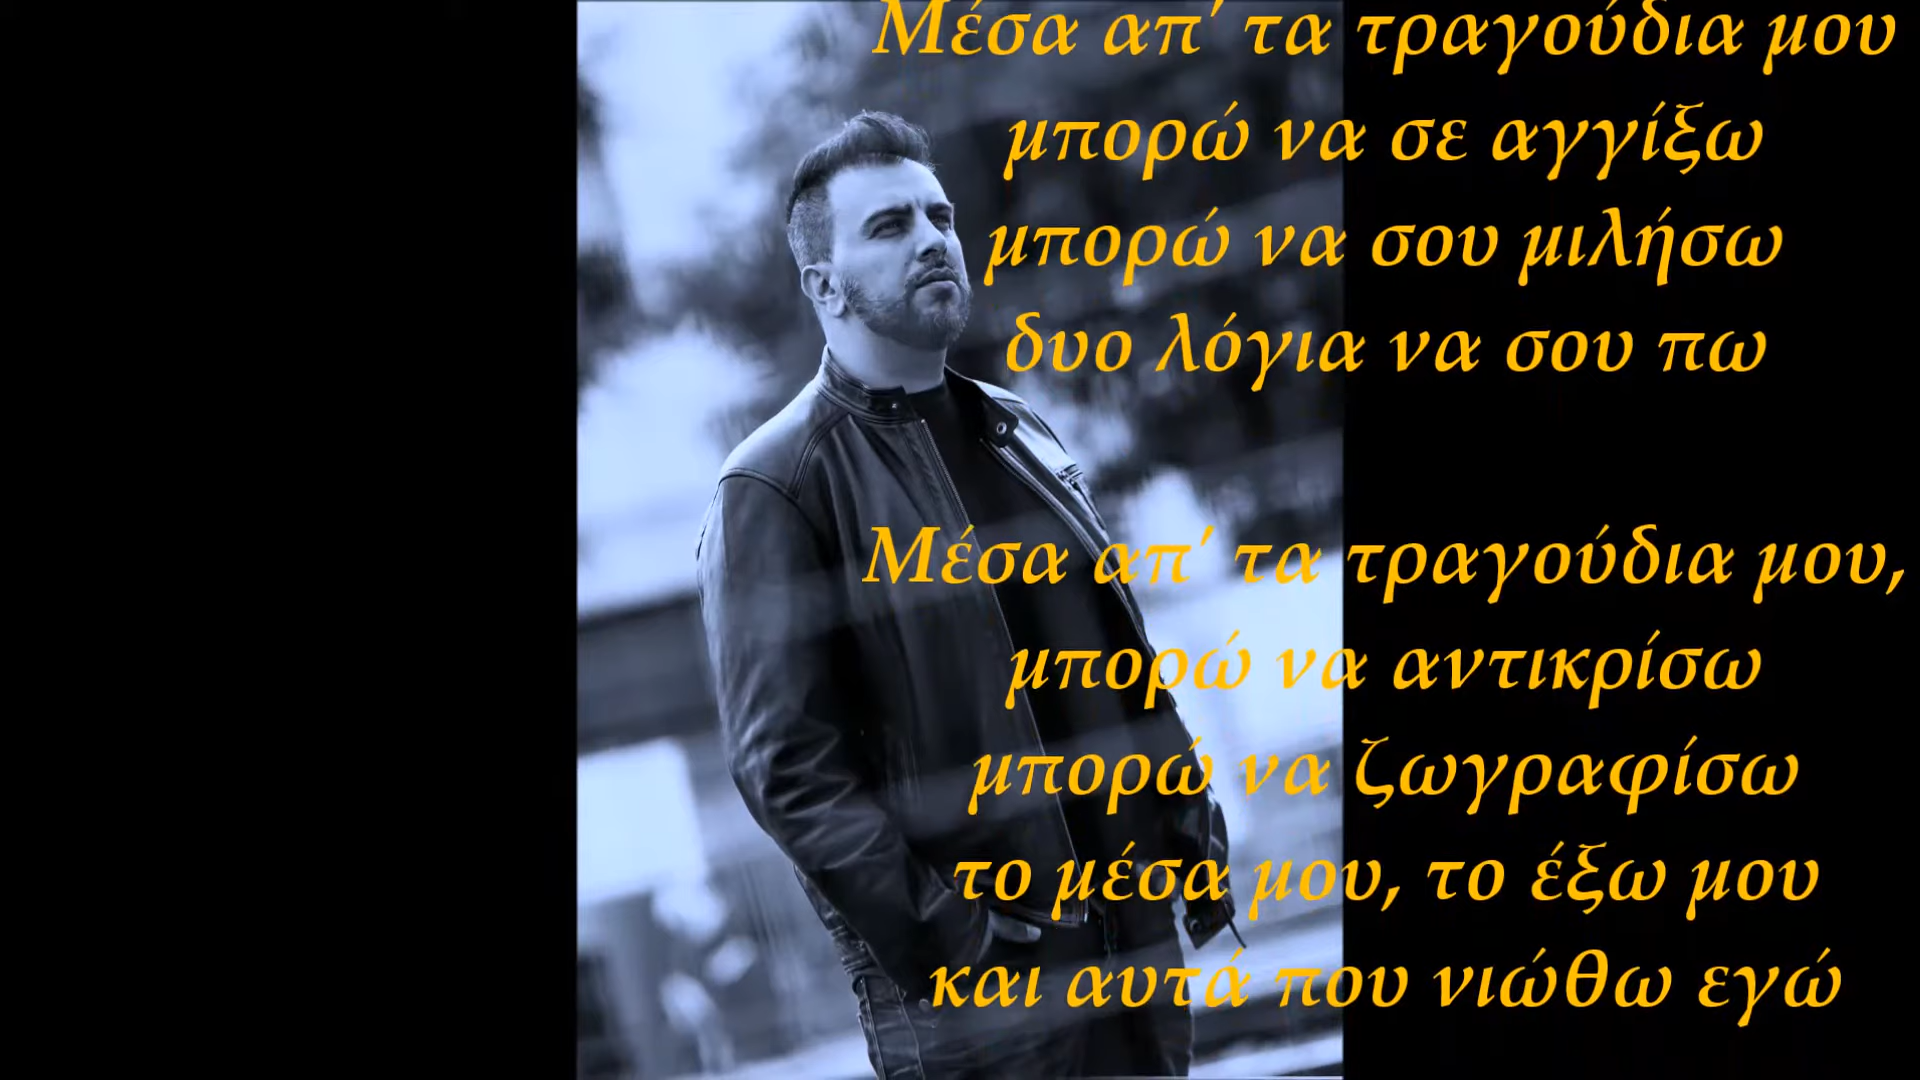 Μέσα απ' τα τραγούδια μου
μπορώ να σε αγγίξω
μπορώ να σου μιλήσω
δυο λόγια να σου πω
Μέσα απ' τα τραγούδια μου,
μπορώ να αντικρίσω
μπορώ να ζωγραφίσω
το μέσα μου, το έξω μου
και αυτά που νιώθω εγώ